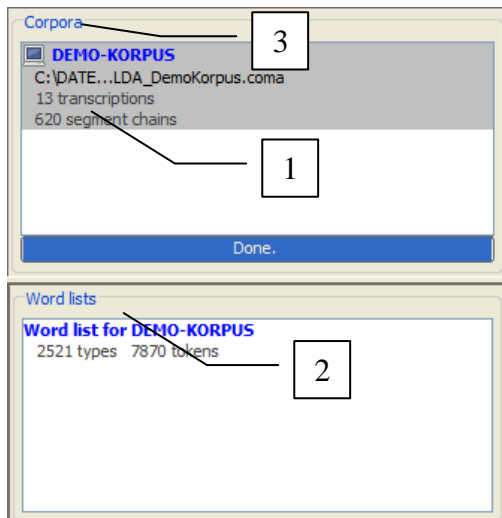 Corpora
3
DEMO-KORPUS
C:\DATE...LDA_DemoKorpus.coma
13 transcriptions
620 segment chains
1
Done.
Word lists
Word list for DEMO-KORPUS
2521 types 7870 tokens
2